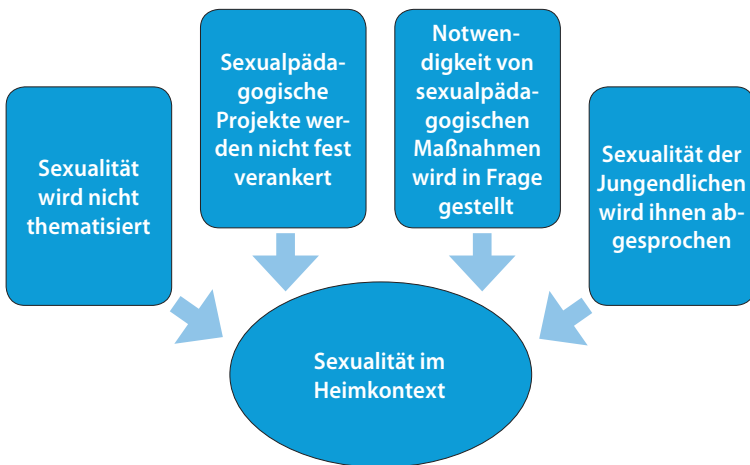 Sexualität
wird nicht
thematisiert
Sexualpäda-
gogische
Projekte wer-
den nicht fest
verankert
Notwen-
digkeit von
sexualpäda-
gogischen
Maßnahmen
wird in Frage
gestellt
Sexualität der
Jungendlichen
wird ihnen ab-
gesprochen
Sexualität im
Heimkontext